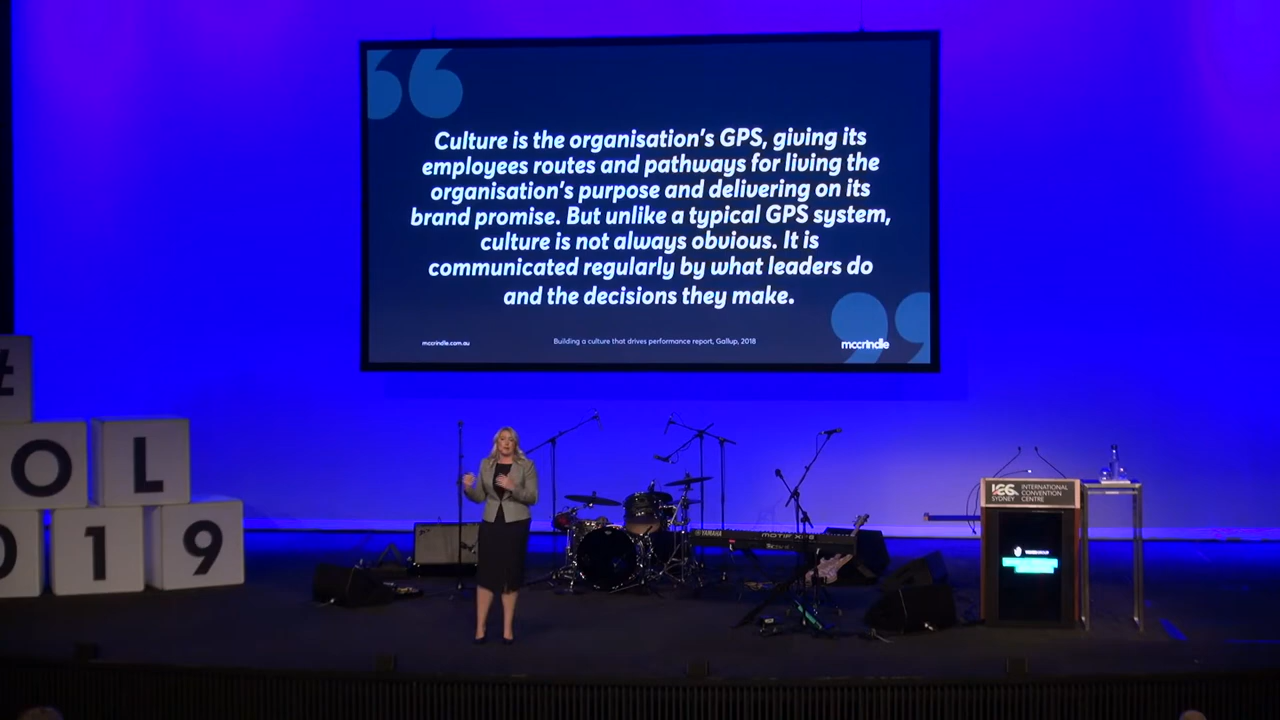 Culture is the organisation's GPS, giving its
employees routes and pathways for living the
organisation's purpose and delivering on its
brand promise. But unlike a typical GPS system,
culture is not always obvious. It is
communicated regularly by what leaders do
and the decisions they make.
mccrindle.com.au
Building a culture that drives performance report, Gallup, 2018
mccrindle
#
OL
019
YAMAHA
MOTIF XF8
ICC
SYDNEY
INTERNATIONAL
CONVENTION
CENTRE